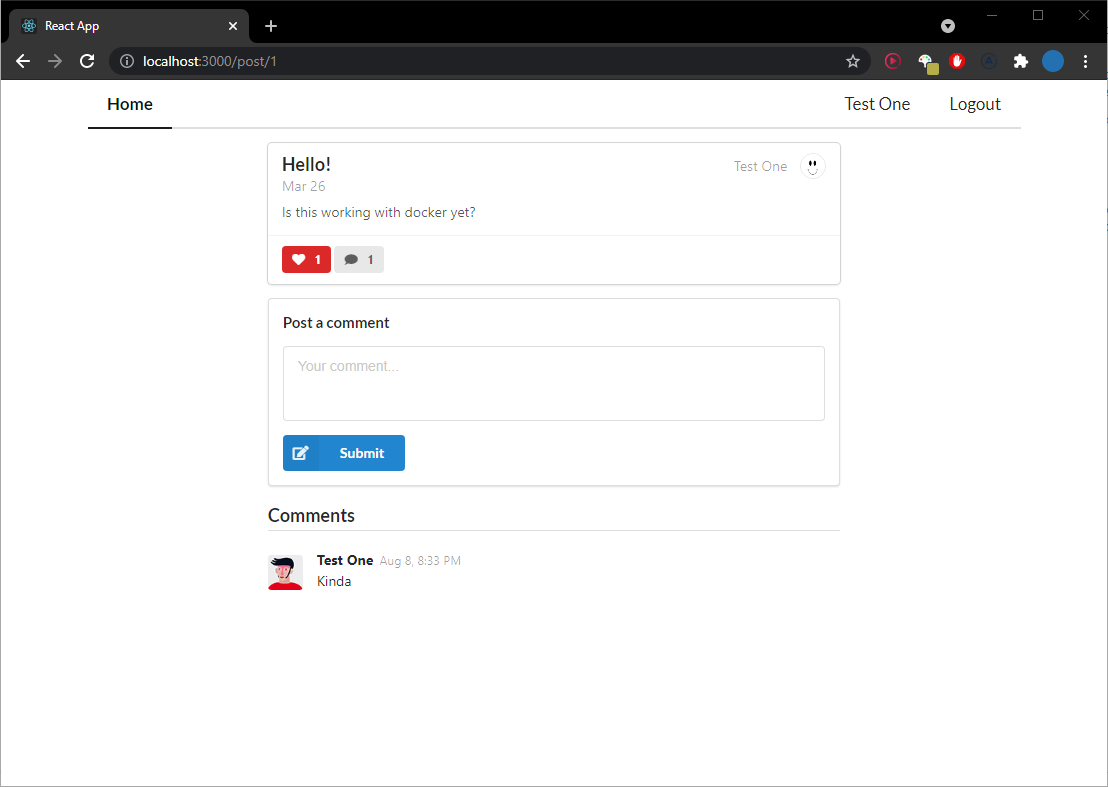 React App
localhost:3000/post/1
Home Test One Logout
Hello! Test One
Mar 26
Is this working with docker yet?
1 1
Post a comment
Your comment...
Submit
Comments
Test One Aug 8, 8:33 PM
Kinda